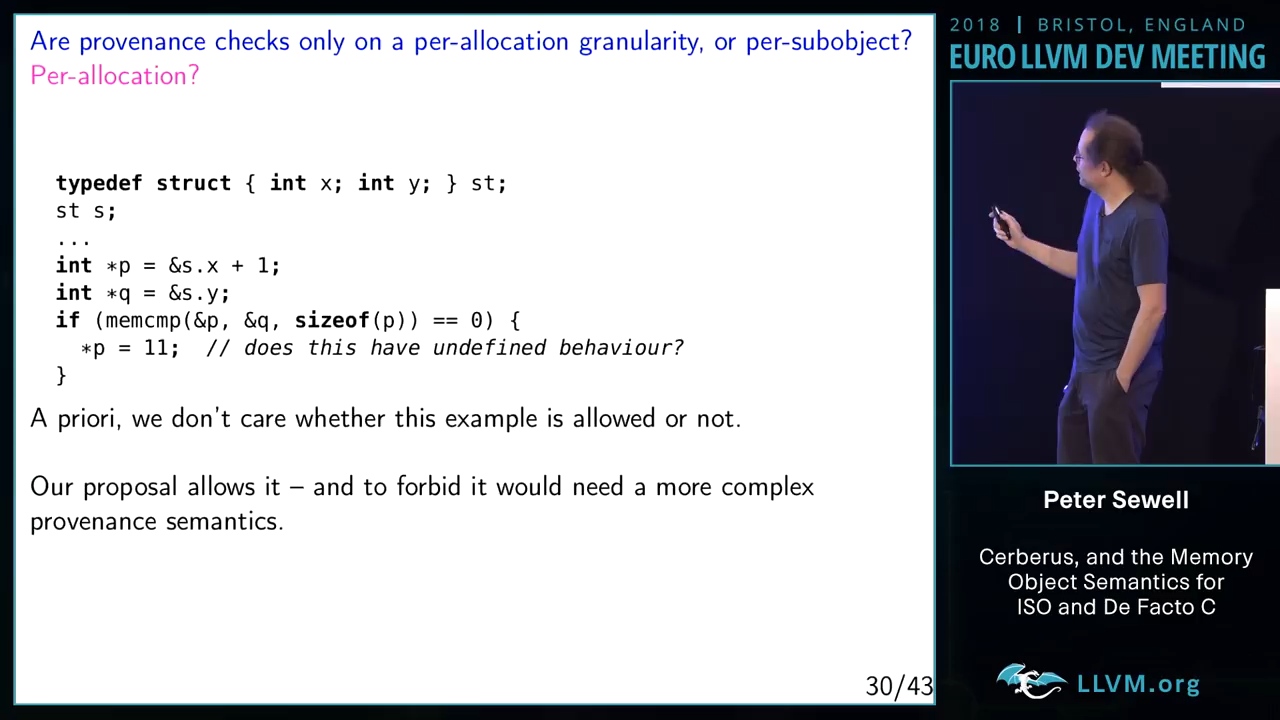 Are provenance checks only on a per-allocation granularity, or per-subobject?
Per-allocation?
typedef struct { int x; int y; } st;
st s;
...
int *p = &s.x + 1;
int *q = &s.y;
if (memcmp(&p, &q, sizeof(p)) == 0) {
*p = 11; // does this have undefined behaviour?
}
A priori, we don't care whether this example is allowed or not.
Our proposal allows it – and to forbid it would need a more complex
provenance semantics.
30/43
2018 | BRISTOL, ENGLAND
EURO LLVM DEV MEETING
Peter Sewell
Cerberus, and the Memory
Object Semantics for
ISO and De Facto C
LLVM.org